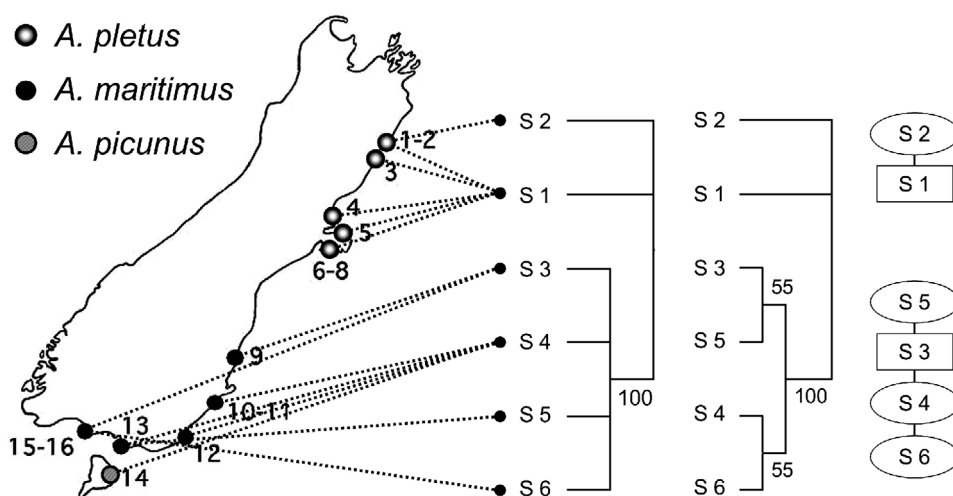 A. pletus
A. maritimus
A. picunus
1-2
3
4
5
6-8
9
10-11
12
13
14
15-16
S 2
S 1
S 3
S 4
S 5
S 6
100
S 2
S 1
S 3
55
S 5
100
S 4
55
S 6
S 2
S 1
S 5
S 3
S 4
S 6